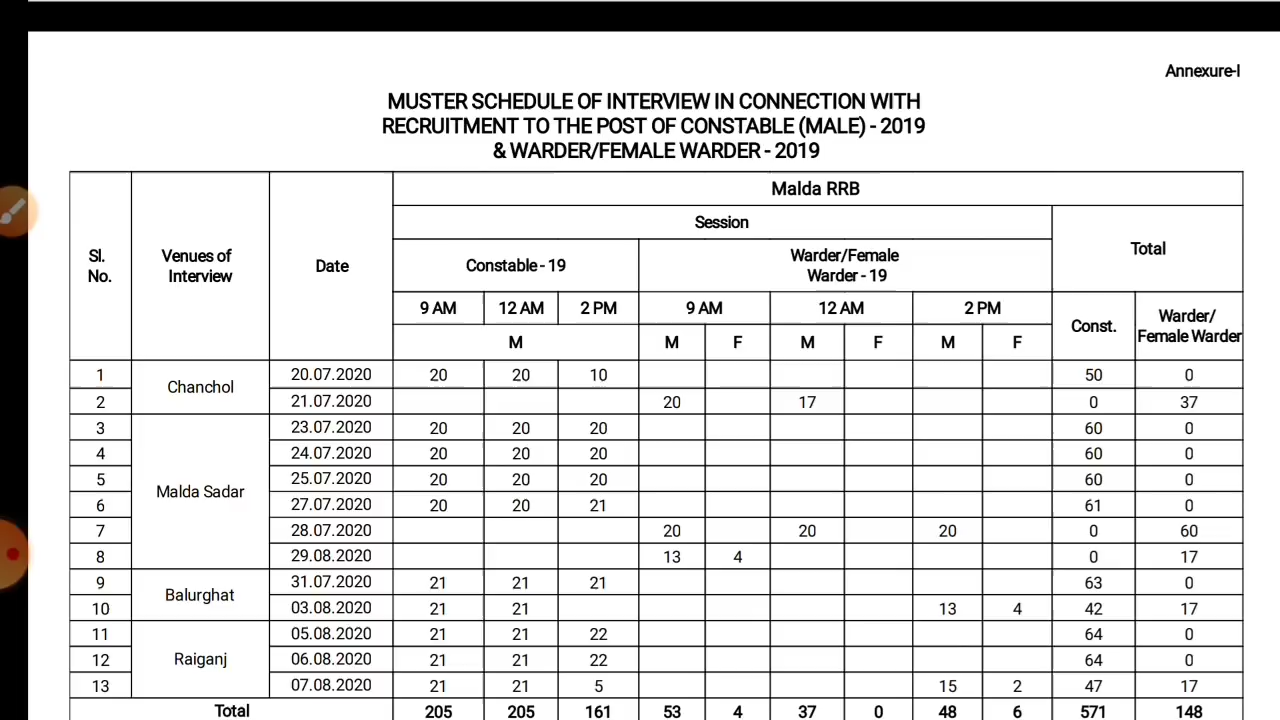 Annexure-I
MUSTER SCHEDULE OF INTERVIEW IN CONNECTION WITH
RECRUITMENT TO THE POST OF CONSTABLE (MALE) - 2019
& WARDER/FEMALE WARDER - 2019
Malda RRB
Session
Sl.
No.
Venues of
Interview
Date
Constable - 19
Warder/Female
Warder - 19
Total
9 AM 12 AM 2 PM 9 AM 12 AM 2 PM
Const.
Warder/
Female Warder
M M F M F M F
1 Chanchol 20.07.2020 20 20 10 50 0
2 21.07.2020 20 17 0 37
3 23.07.2020 20 20 20 60 0
4 24.07.2020 20 20 20 60 0
5 Malda Sadar 25.07.2020 20 20 20 60 0
6 27.07.2020 20 20 21 61 0
7 28.07.2020 20 20 20 0 60
8 29.08.2020 13 4 0 17
9 Balurghat 31.07.2020 21 21 21 63 0
10 03.08.2020 21 21 13 4 42 17
11 05.08.2020 21 21 22 64 0
12 Raiganj 06.08.2020 21 21 22 64 0
13 07.08.2020 21 21 5 15 2 47 17
Total 205 205 161 53 4 37 0 48 6 571 148